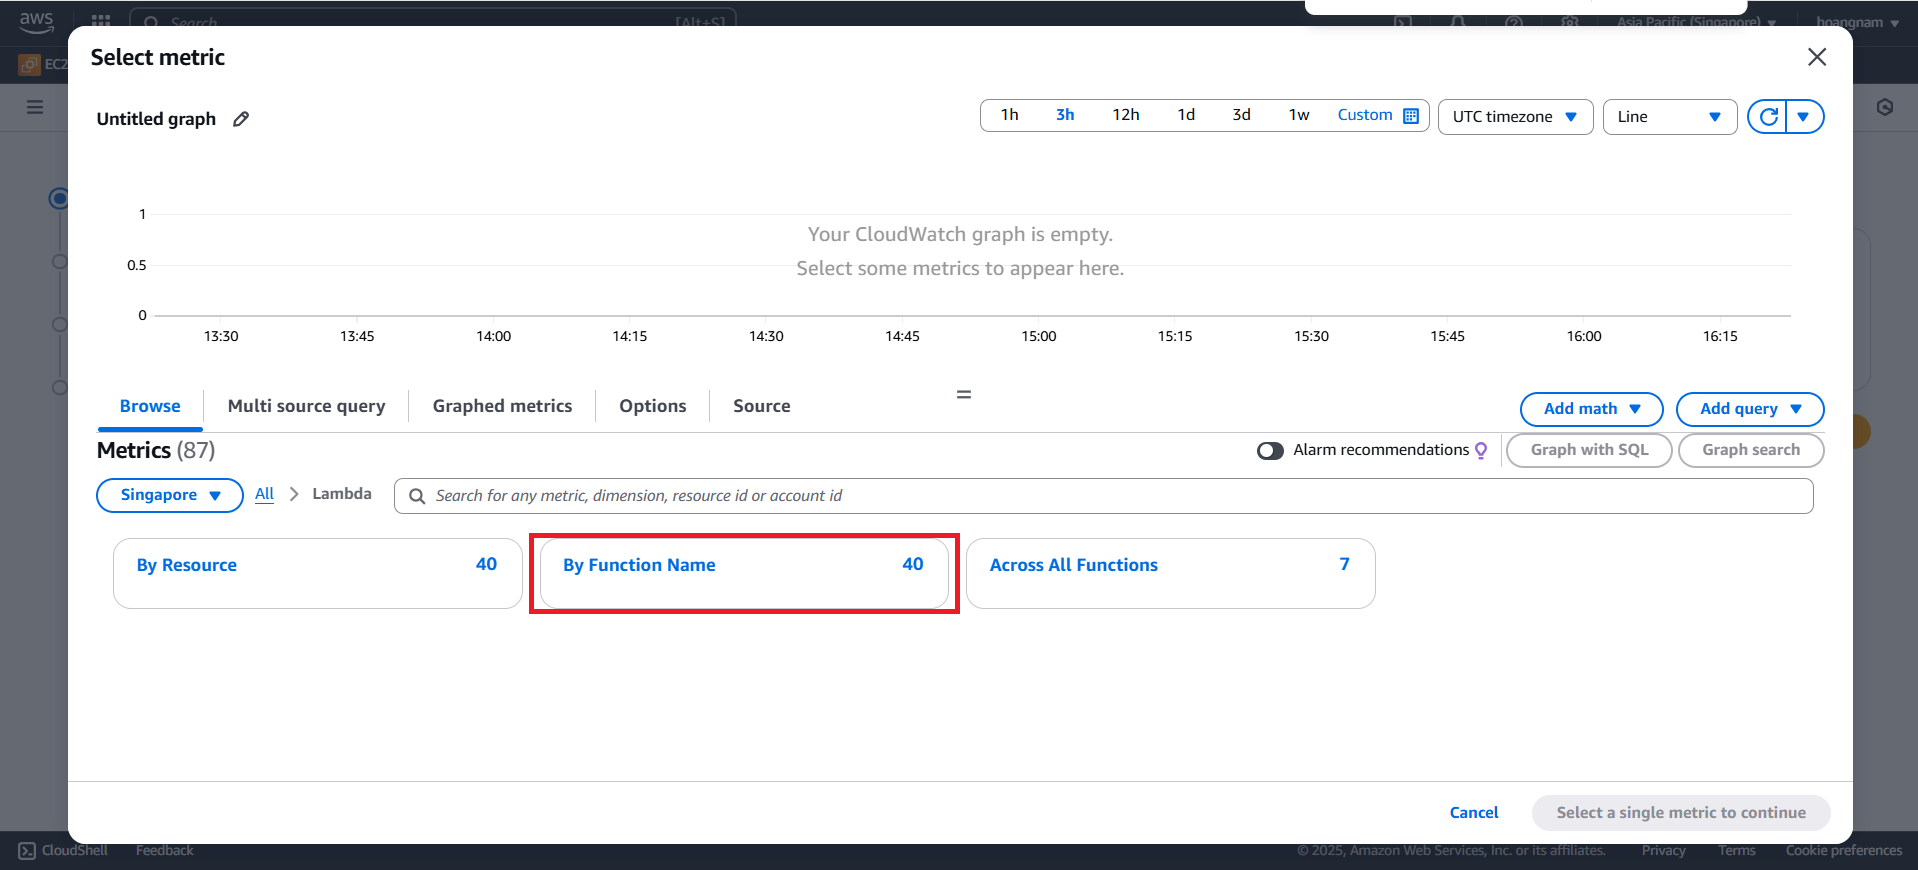 aws
Search
[Alt+S]
Asia Pacific (Singapore)
hoangnam
EC2
Select metric
Untitled graph
1h 3h 12h 1d 3d 1w Custom
UTC timezone
Line
1
0.5
0
Your CloudWatch graph is empty.
Select some metrics to appear here.
13:30 13:45 14:00 14:15 14:30 14:45 15:00 15:15 15:30 15:45 16:00 16:15
Browse Multi source query Graphed metrics Options Source
Add math Add query
Metrics (87)
Alarm recommendations
Graph with SQL Graph search
Singapore All > Lambda
Search for any metric, dimension, resource id or account id
By Resource 40
By Function Name 40
Across All Functions 7
Cancel Select a single metric to continue
CloudShell Feedback
© 2025, Amazon Web Services, Inc. or its affiliates. Privacy Terms Cookie preferences